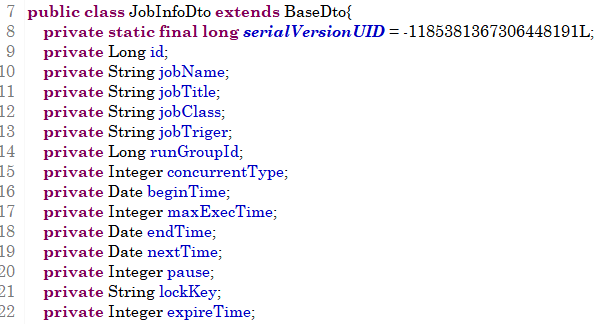 7 public class JobInfoDto extends BaseDto{
8 private static final long serialVersionUID = -1185381367306448191L;
9 private Long id;
10 private String jobName;
11 private String jobTitle;
12 private String jobClass;
13 private String jobTriger;
14 private Long runGroupId;
15 private Integer concurrentType;
16 private Date beginTime;
17 private Integer maxExecTime;
18 private Date endTime;
19 private Date nextTime;
20 private Integer pause;
21 private String lockKey;
22 private Integer expireTime;